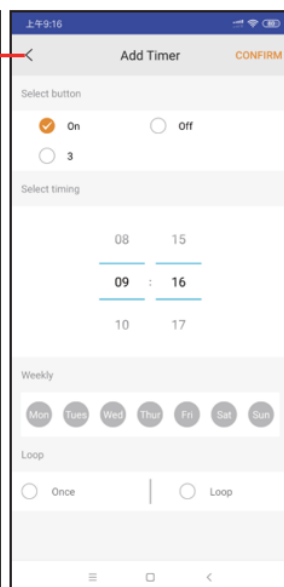 上午9:16 80
Add Timer CONFIRM
Select button
On Off
3
Select timing
08 15
09 : 16
10 17
Weekly
Mon Tues Wed Thur Fri Sat Sun
Loop
Once Loop